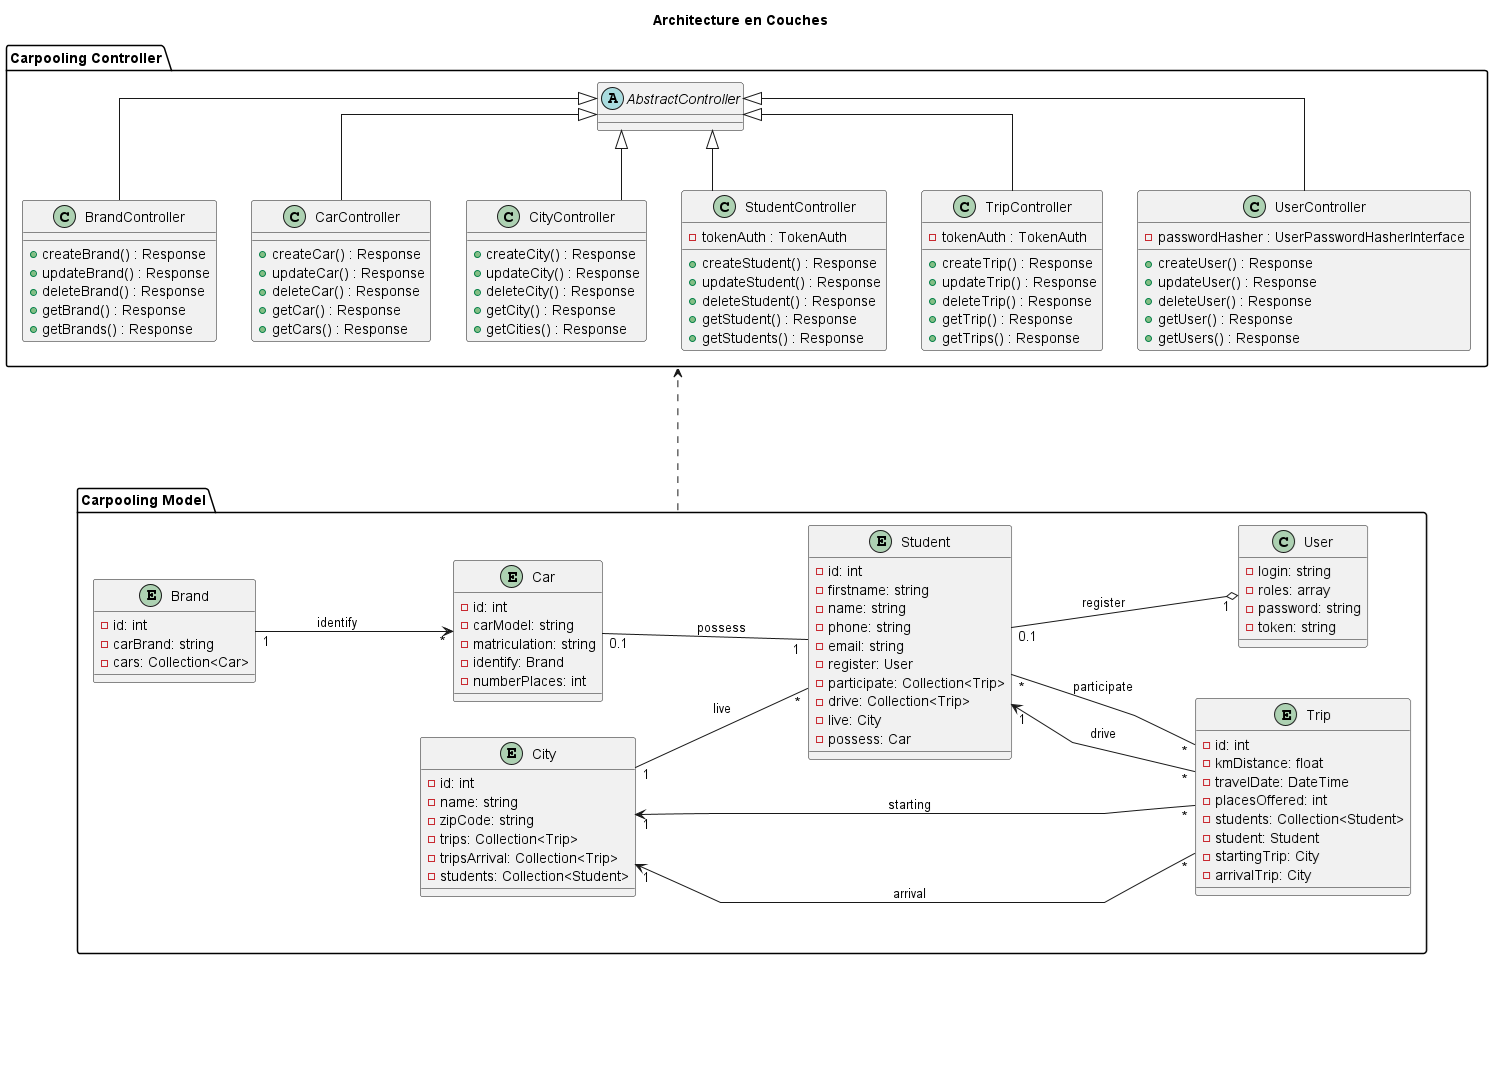 Architecture en Couches
Carpooling Controller
A AbstractController
C BrandController
createBrand() : Response
updateBrand() : Response
deleteBrand() : Response
getBrand() : Response
getBrands() : Response
C CarController
createCar() : Response
updateCar() : Response
deleteCar() : Response
getCar() : Response
getCars() : Response
C CityController
createCity() : Response
updateCity() : Response
deleteCity() : Response
getCity() : Response
getCities() : Response
C StudentController
tokenAuth : TokenAuth
createStudent() : Response
updateStudent() : Response
deleteStudent() : Response
getStudent() : Response
getStudents() : Response
C TripController
tokenAuth : TokenAuth
createTrip() : Response
updateTrip() : Response
deleteTrip() : Response
getTrip() : Response
getTrips() : Response
C UserController
passwordHasher : UserPasswordHasherInterface
createUser() : Response
updateUser() : Response
deleteUser() : Response
getUser() : Response
getUsers() : Response
Carpooling Model
E Brand
id: int
carBrand: string
cars: Collection<Car>
identify
1
*
E Car
id: int
carModel: string
matriculation: string
identify: Brand
numberPlaces: int
possess
0.1
1
E Student
id: int
firstname: string
name: string
phone: string
email: string
register: User
participate: Collection<Trip>
drive: Collection<Trip>
live: City
possess: Car
register
0.1
1
C User
login: string
roles: array
password: string
token: string
live
1
*
participate
*
*
drive
1
*
E City
id: int
name: string
zipCode: string
trips: Collection<Trip>
tripsArrival: Collection<Trip>
students: Collection<Student>
starting
1
*
arrival
1
*
E Trip
id: int
kmDistance: float
travelDate: DateTime
placesOffered: int
students: Collection<Student>
student: Student
startingTrip: City
arrivalTrip: City